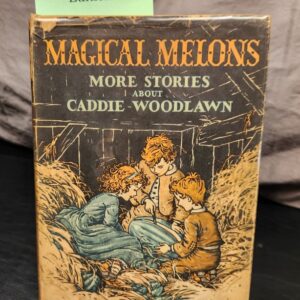 MAGICAL MELONS
MORE STORIES
ABOUT
CADDIE WOODLAWN